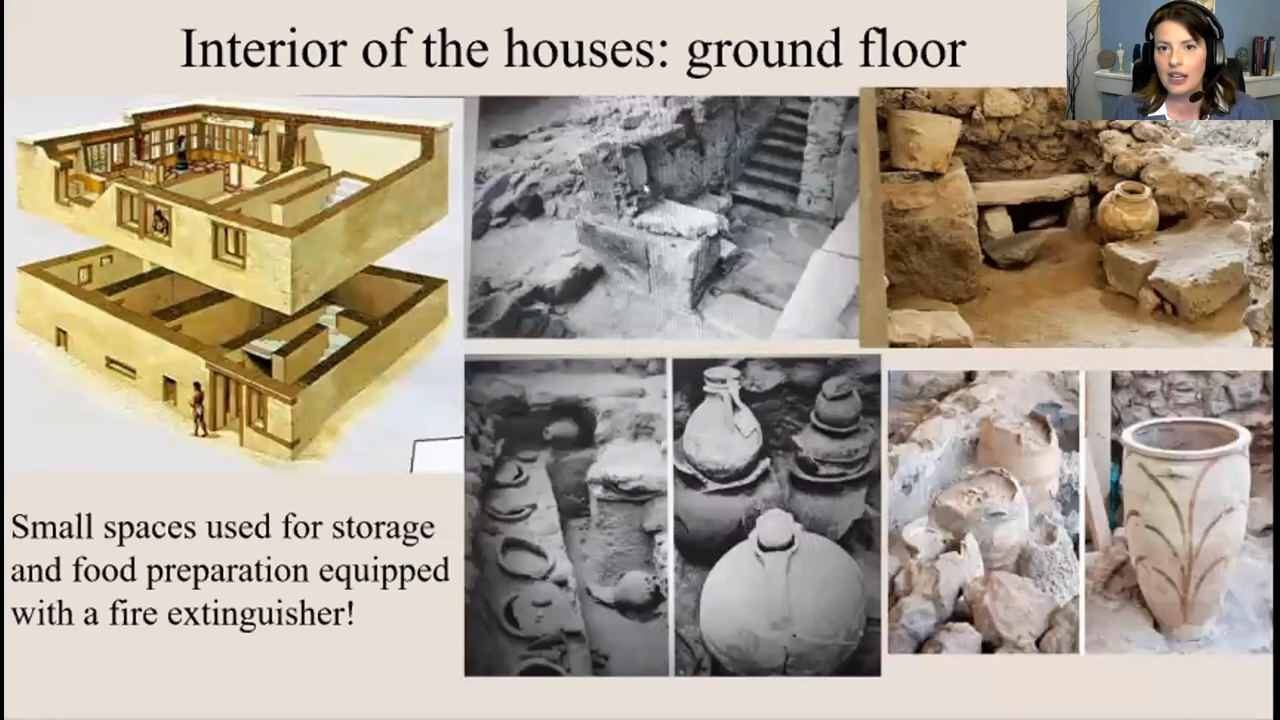 Interior of the houses: ground floor
Small spaces used for storage
and food preparation equipped
with a fire extinguisher!